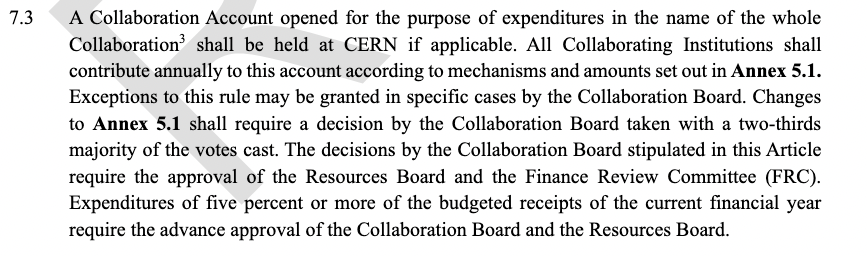 7.3 A Collaboration Account opened for the purpose of expenditures in the name of the whole
Collaboration³ shall be held at CERN if applicable. All Collaborating Institutions shall
contribute annually to this account according to mechanisms and amounts set out in Annex 5.1.
Exceptions to this rule may be granted in specific cases by the Collaboration Board. Changes
to Annex 5.1 shall require a decision by the Collaboration Board taken with a two-thirds
majority of the votes cast. The decisions by the Collaboration Board stipulated in this Article
require the approval of the Resources Board and the Finance Review Committee (FRC).
Expenditures of five percent or more of the budgeted receipts of the current financial year
require the advance approval of the Collaboration Board and the Resources Board.